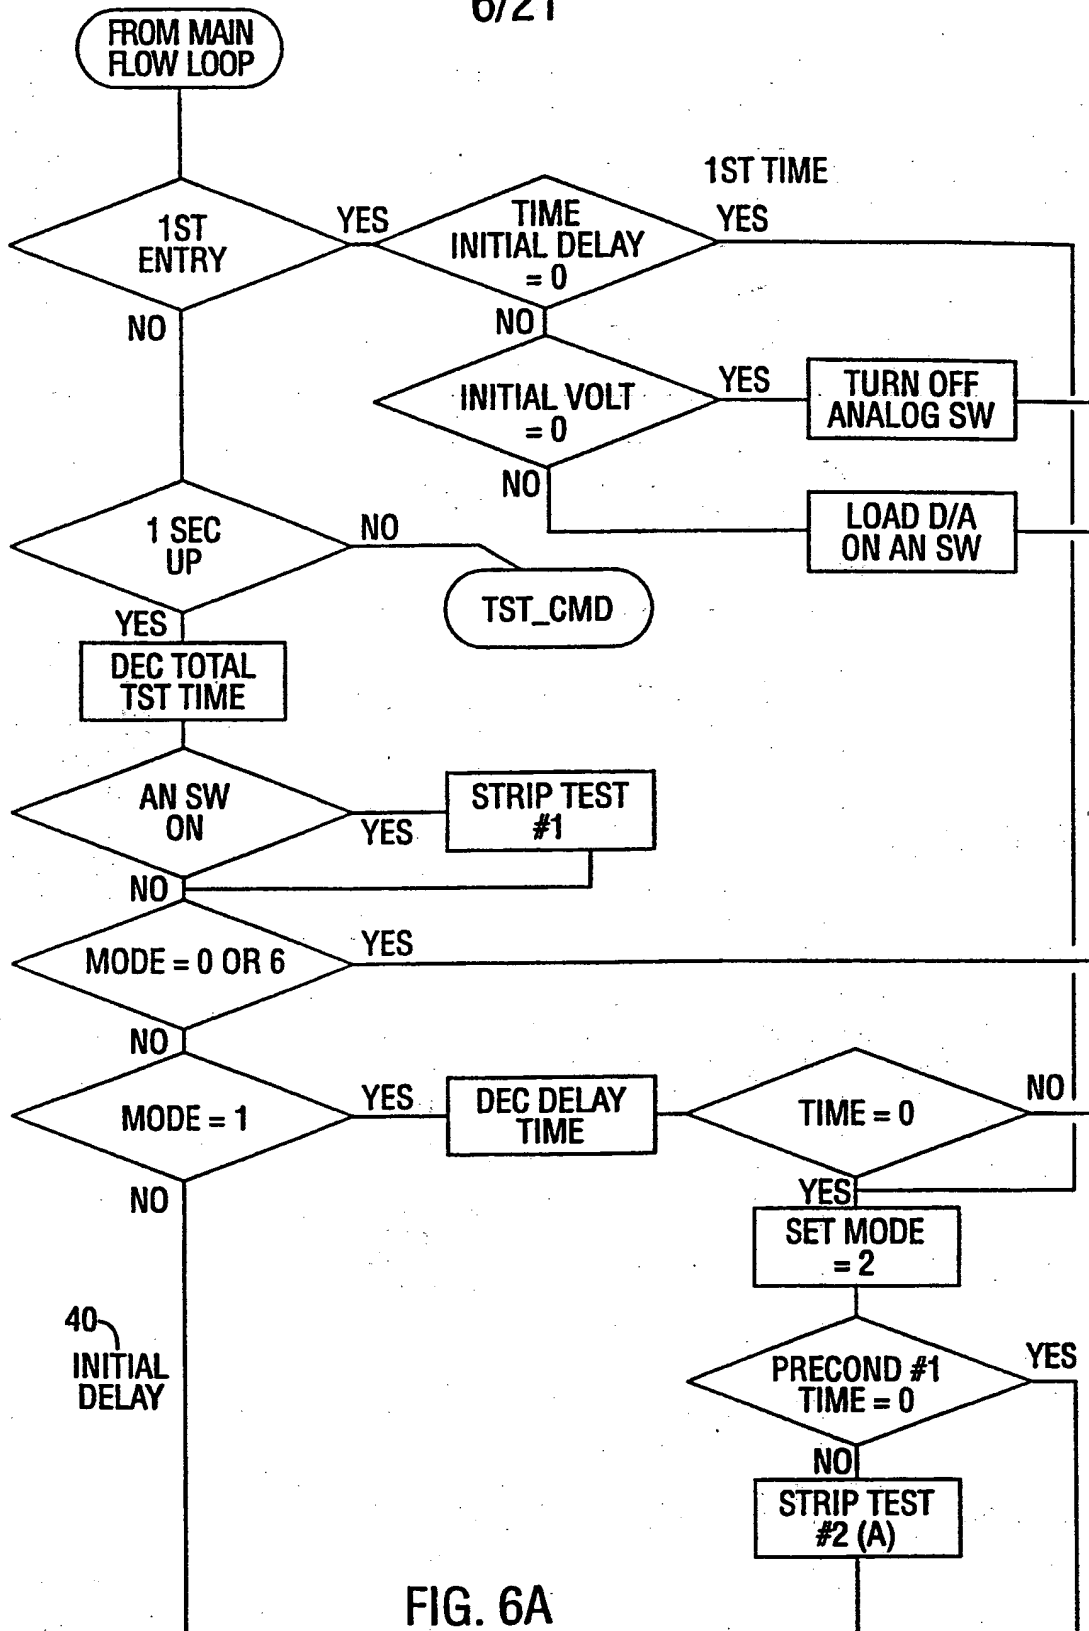 6/21
FROM MAIN
FLOW LOOP
1ST TIME
1ST
ENTRY
YES
TIME
INITIAL DELAY
= 0
YES
NO
NO
INITIAL VOLT
= 0
YES
TURN OFF
ANALOG SW
NO
LOAD D/A
ON AN SW
1 SEC
UP
NO
TST_CMD
YES
DEC TOTAL
TST TIME
AN SW
ON
YES
STRIP TEST
#1
NO
MODE = 0 OR 6
YES
NO
MODE = 1
YES
DEC DELAY
TIME
TIME = 0
NO
YES
NO
SET MODE
= 2
40
INITIAL
DELAY
PRECOND #1
TIME = 0
YES
NO
STRIP TEST
#2 (A)
FIG. 6A